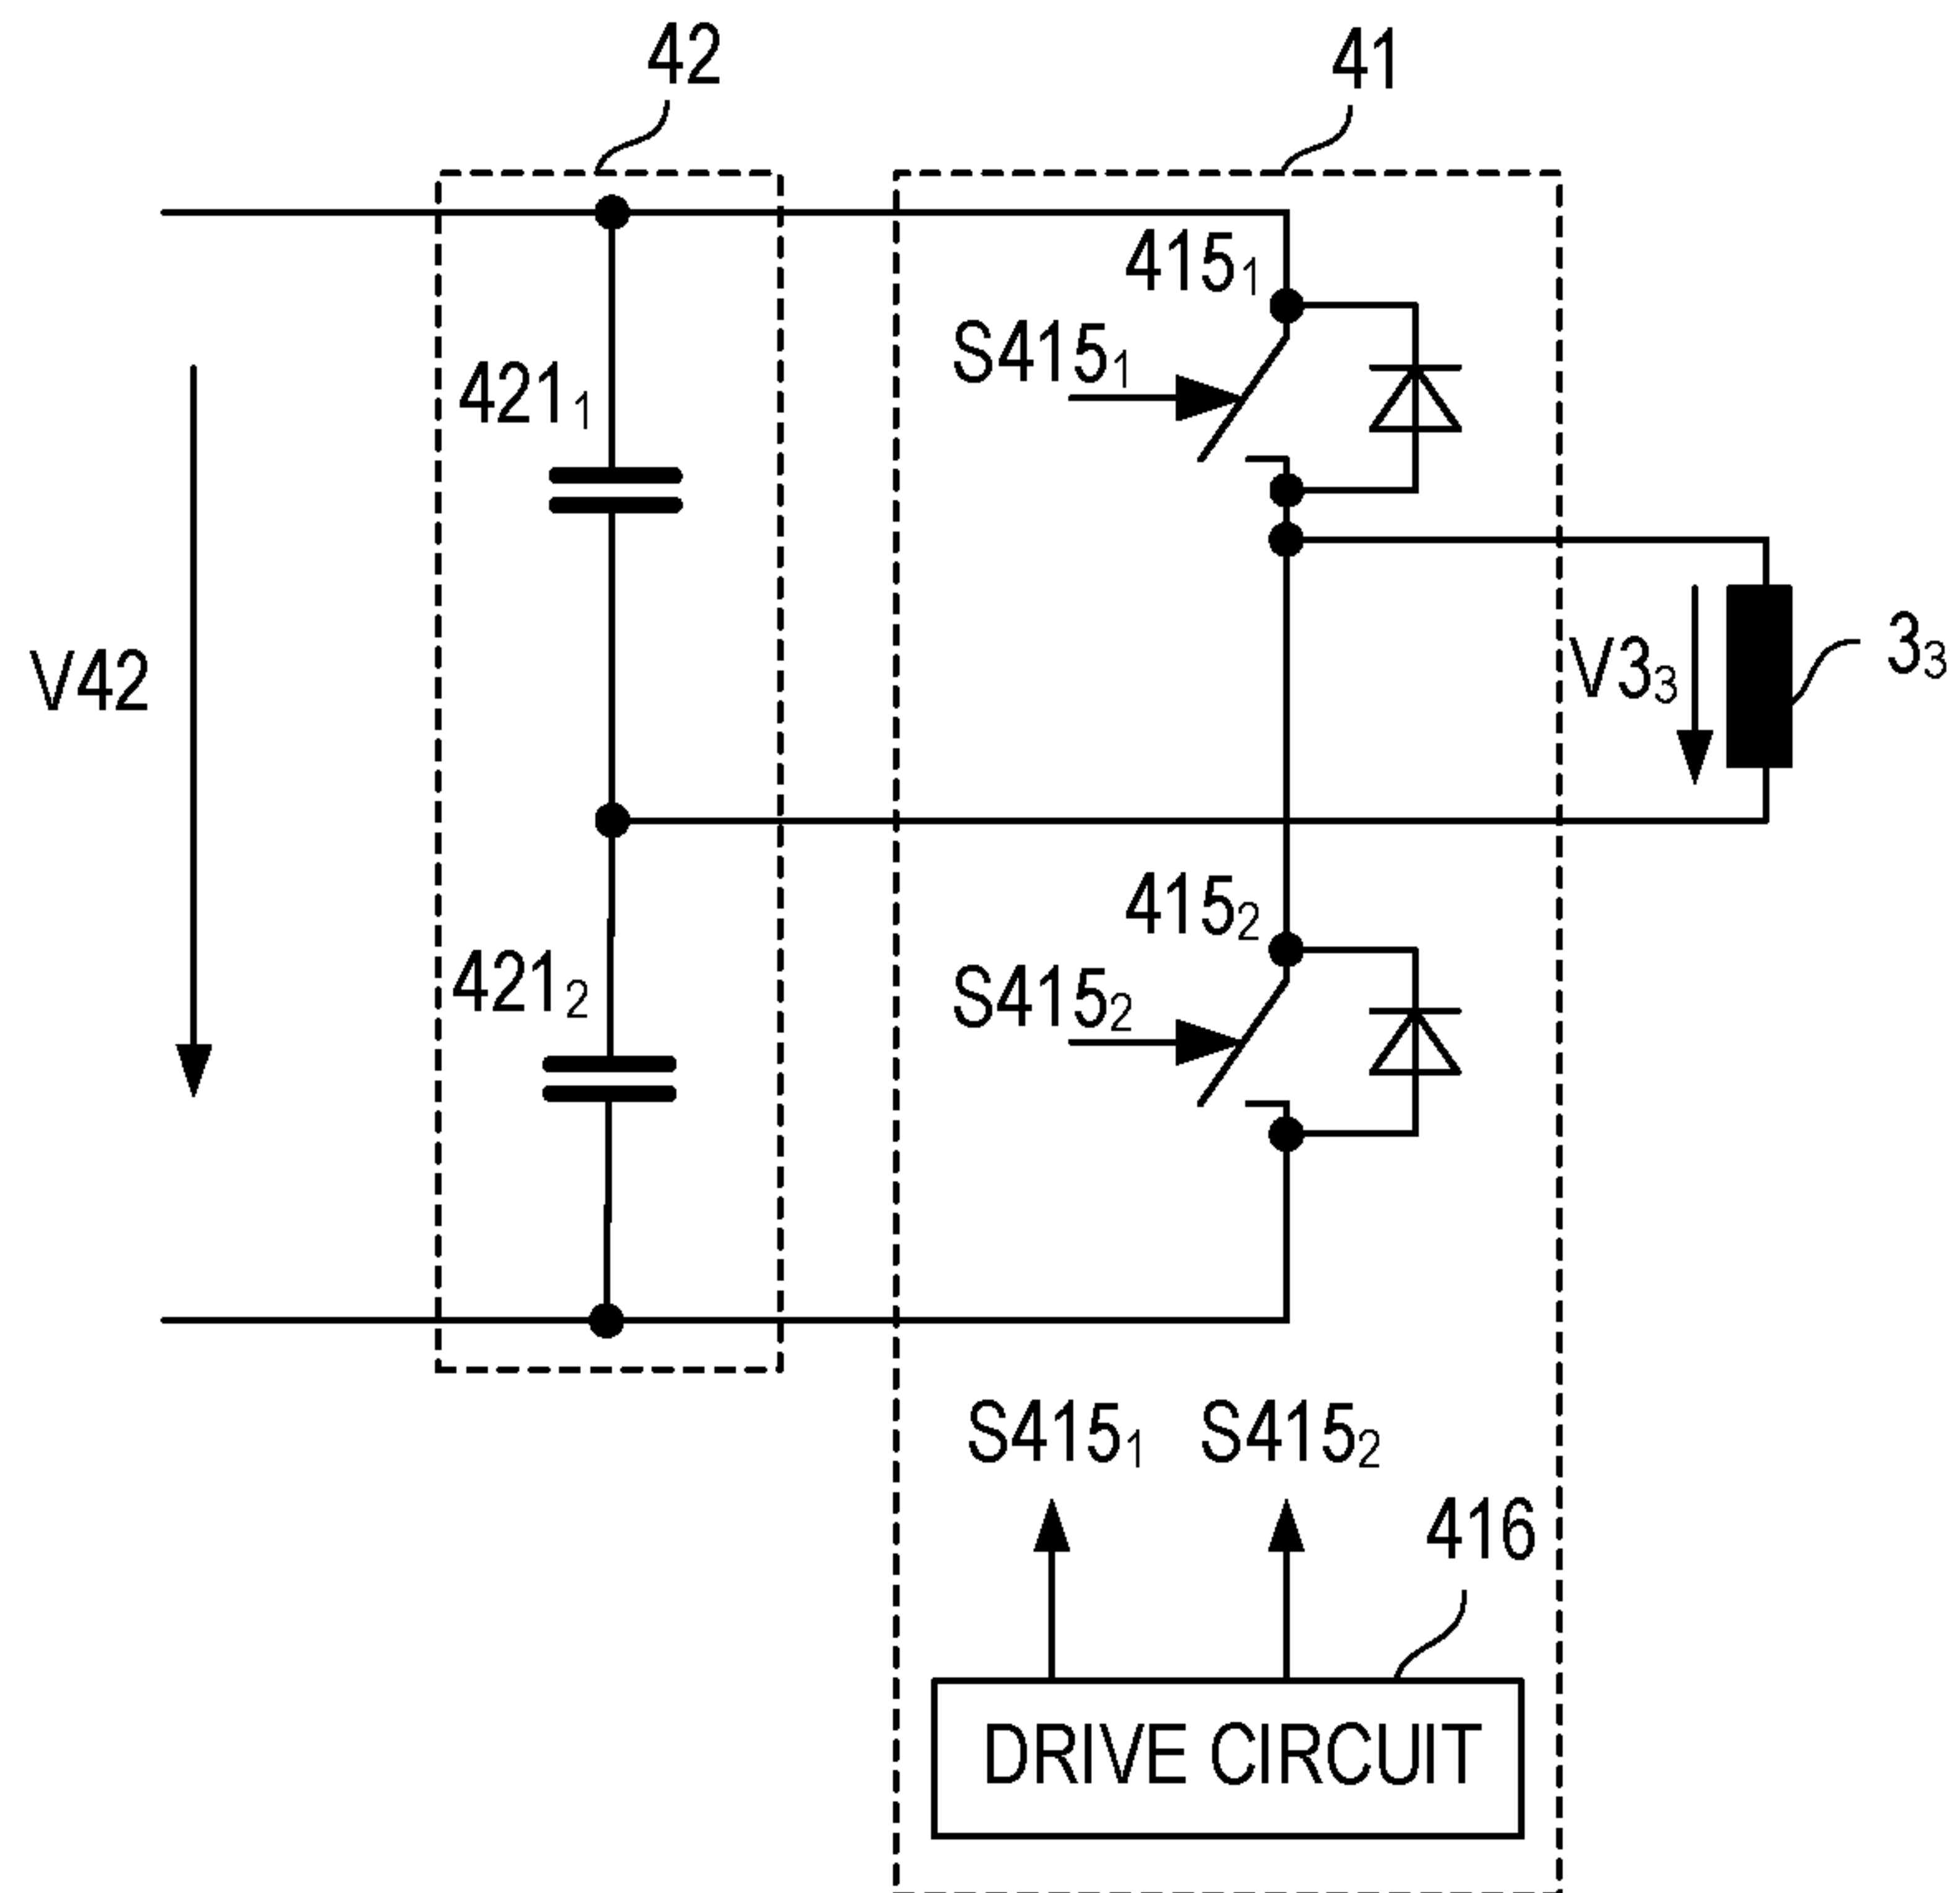 42
41
415₁
S415₁
421₁
V42
V3₃
3₃
415₂
S415₂
421₂
S415₁
S415₂
416
DRIVE CIRCUIT